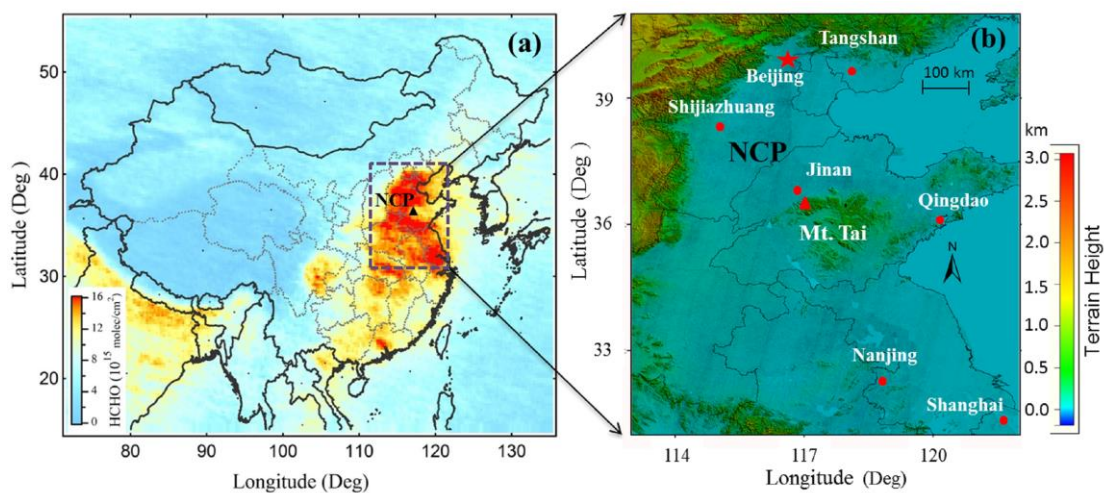 (a)
50
40
30
20
Latitude (Deg)
NCP
HCHO (10^15 molec/cm^2)
16
12
8
4
0
80
90
100
110
120
130
Longitude (Deg)
(b)
Tangshan
Beijing
100 km
Shijiazhuang
NCP
Jinan
Qingdao
Mt. Tai
N
Nanjing
Shanghai
39
36
33
Latitude (Deg)
114
117
120
Longitude (Deg)
km
3.0
2.5
2.0
1.5
1.0
0.0
Terrain Height